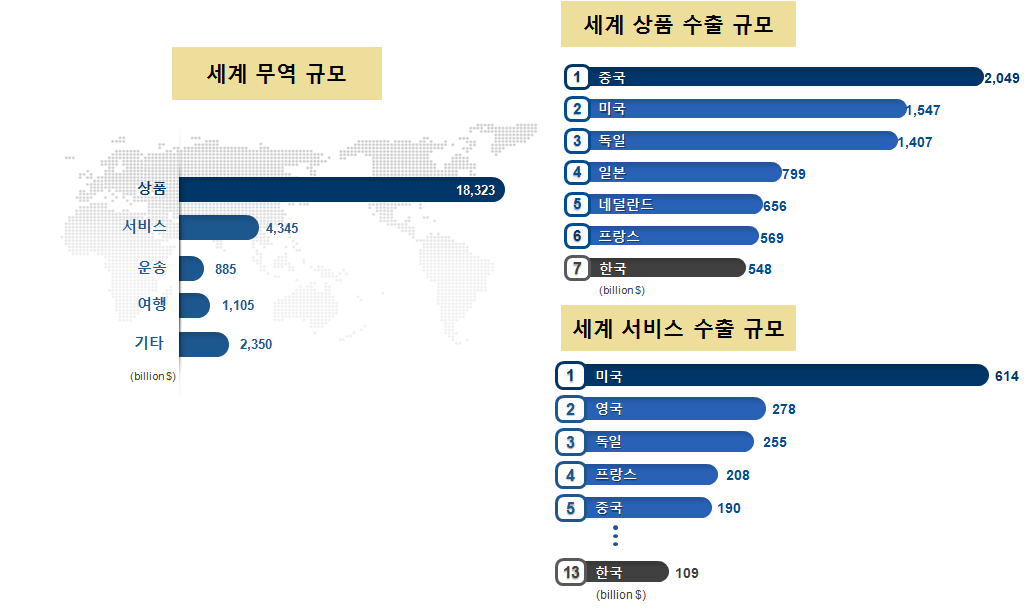 세계 무역 규모
상품 18,323
서비스 4,345
운송 885
여행 1,105
기타 2,350
(billion $)
세계 상품 수출 규모
1 중국 2,049
2 미국 1,547
3 독일 1,407
4 일본 799
5 네덜란드 656
6 프랑스 569
7 한국 548
(billion $)
세계 서비스 수출 규모
1 미국 614
2 영국 278
3 독일 255
4 프랑스 208
5 중국 190
13 한국 109
(billion $)